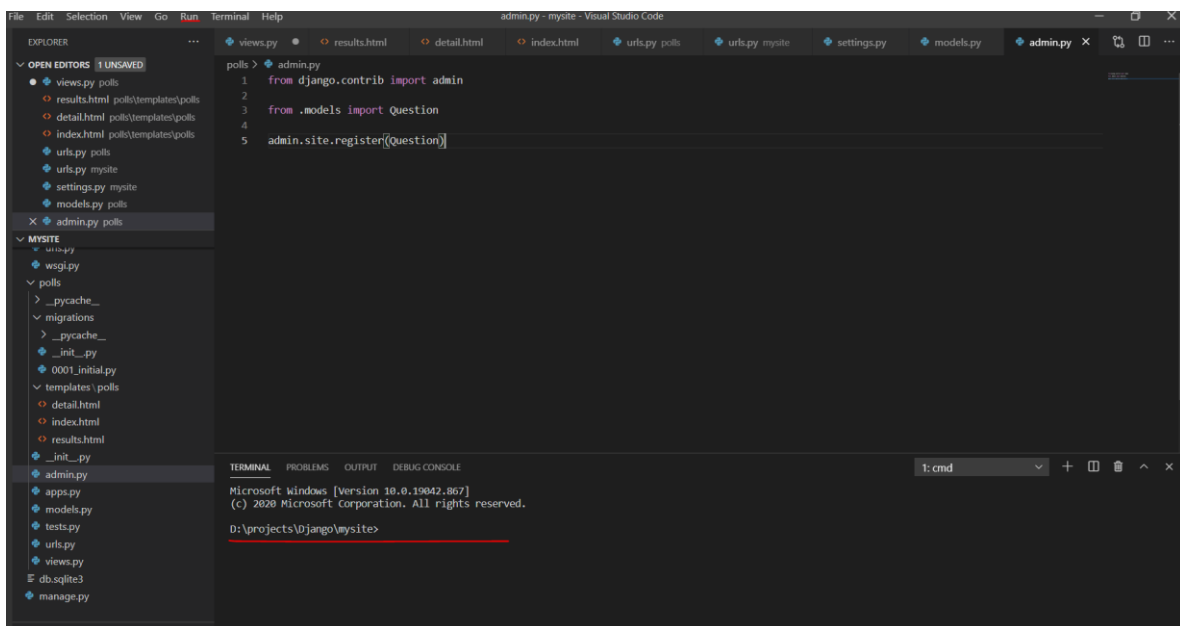 File Edit Selection View Go Run Terminal Help admin.py - mysite - Visual Studio Code
EXPLORER
views.py
results.html
detail.html
index.html
urls.py polls
urls.py mysite
settings.py
models.py
admin.py
OPEN EDITORS 1 UNSAVED
views.py polls
results.html polls\templates\polls
detail.html polls\templates\polls
index.html polls\templates\polls
urls.py polls
urls.py mysite
settings.py mysite
models.py polls
admin.py polls
MYSITE
urls.py
wsgi.py
polls
__pycache__
migrations
__pycache__
__init__.py
0001_initial.py
templates\polls
detail.html
index.html
results.html
__init__.py
admin.py
apps.py
models.py
tests.py
urls.py
views.py
db.sqlite3
manage.py
polls > admin.py
1 from django.contrib import admin
2
3 from .models import Question
4
5 admin.site.register(Question)
TERMINAL PROBLEMS OUTPUT DEBUG CONSOLE 1: cmd
Microsoft Windows [Version 10.0.19042.867]
(c) 2020 Microsoft Corporation. All rights reserved.
D:\projects\Django\mysite>